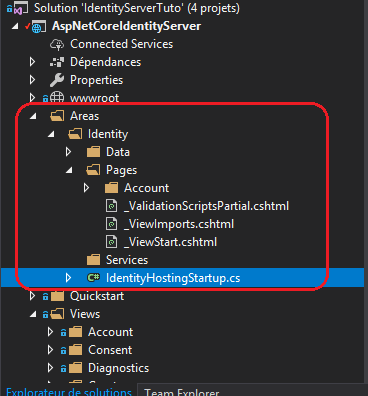 Solution 'IdentityServerTuto' (4 projets)
AspNetCoreIdentityServer
Connected Services
Dépendances
Properties
wwwroot
Areas
Identity
Data
Pages
Account
_ValidationScriptsPartial.cshtml
_ViewImports.cshtml
_ViewStart.cshtml
Services
C# IdentityHostingStartup.cs
Quickstart
Views
Account
Consent
Diagnostics
Explorateur de solutions Team Explorer